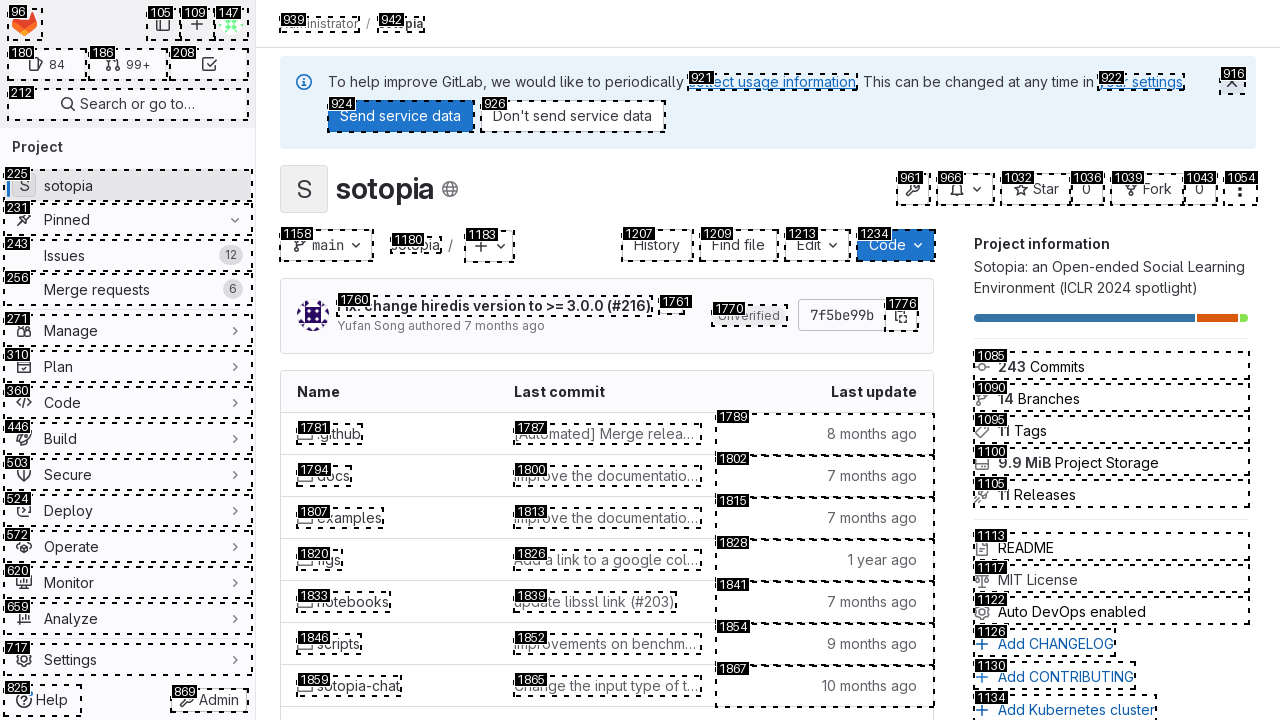 96
105
109
147
180
84
186
99+
208
212
Search or go to…
Project
225
S
sotopia
231
Pinned
243
Issues
12
256
Merge requests
6
271
Manage
310
Plan
360
Code
446
Build
503
Secure
524
Deploy
572
Operate
620
Monitor
659
Analyze
717
Settings
825
Help
869
Admin
939
/
942
To help improve GitLab, we would like to periodically 921 collect usage information. This can be changed at any time in 922 your settings.
916
924
Send service data
926
Don't send service data
S
sotopia
961
966
1032
Star
1036
0
1039
Fork
1043
0
1054
1158
main
1180
sotopia /
1183
1207
History
1209
Find file
1213
Edit
1234
Code
1760
change hiredis version to >= 3.0.0 (#216)
1761
Yufan Song authored 7 months ago
1770
Unverified
7f5be99b
1776
Name
Last commit
Last update
1781
.github
1787
[Automated] Merge relea…
1789
8 months ago
1794
docs
1800
Improve the documentatio…
1802
7 months ago
1807
examples
1813
Improve the documentatio…
1815
7 months ago
1820
figs
1826
Add a link to a google col…
1828
1 year ago
1833
notebooks
1839
update libssl link (#203)
1841
7 months ago
1846
scripts
1852
Improvements on benchm…
1854
9 months ago
1859
sotopia-chat
1865
Change the input type of t…
1867
10 months ago
Project information
Sotopia: an Open-ended Social Learning
Environment (ICLR 2024 spotlight)
1085
243 Commits
1090
14 Branches
1095
11 Tags
1100
9.9 MiB Project Storage
1105
11 Releases
1113
README
1117
MIT License
1122
Auto DevOps enabled
1126
Add CHANGELOG
1130
Add CONTRIBUTING
1134
Add Kubernetes cluster